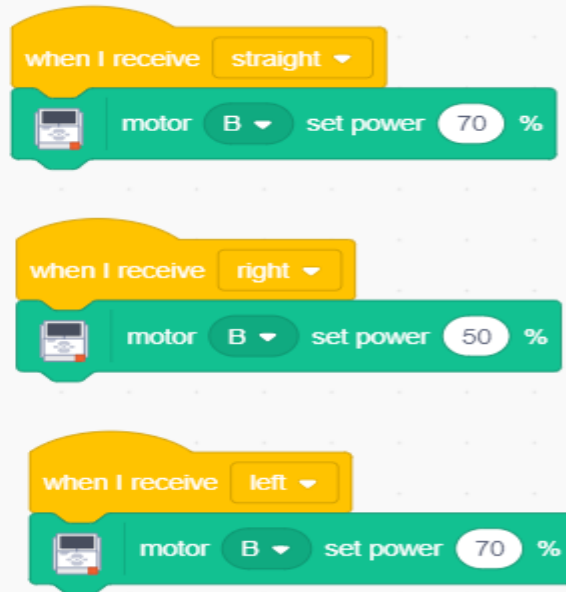 when I receive straight
motor B set power 70 %
when I receive right
motor B set power 50 %
when I receive left
motor B set power 70 %